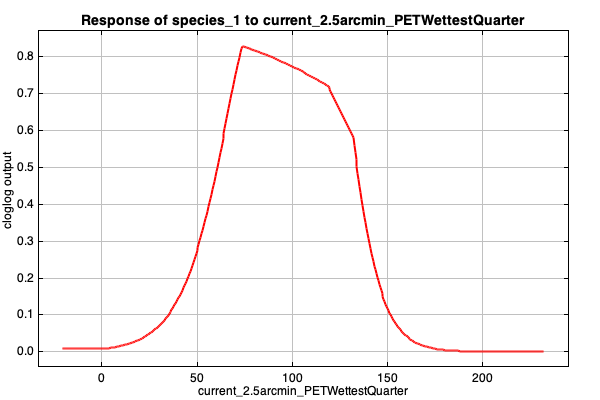 Response of species_1 to current_2.5arcmin_PETWettestQuarter
cloglog output
0.8
0.7
0.6
0.5
0.4
0.3
0.2
0.1
0.0
0 50 100 150 200
current_2.5arcmin_PETWettestQuarter